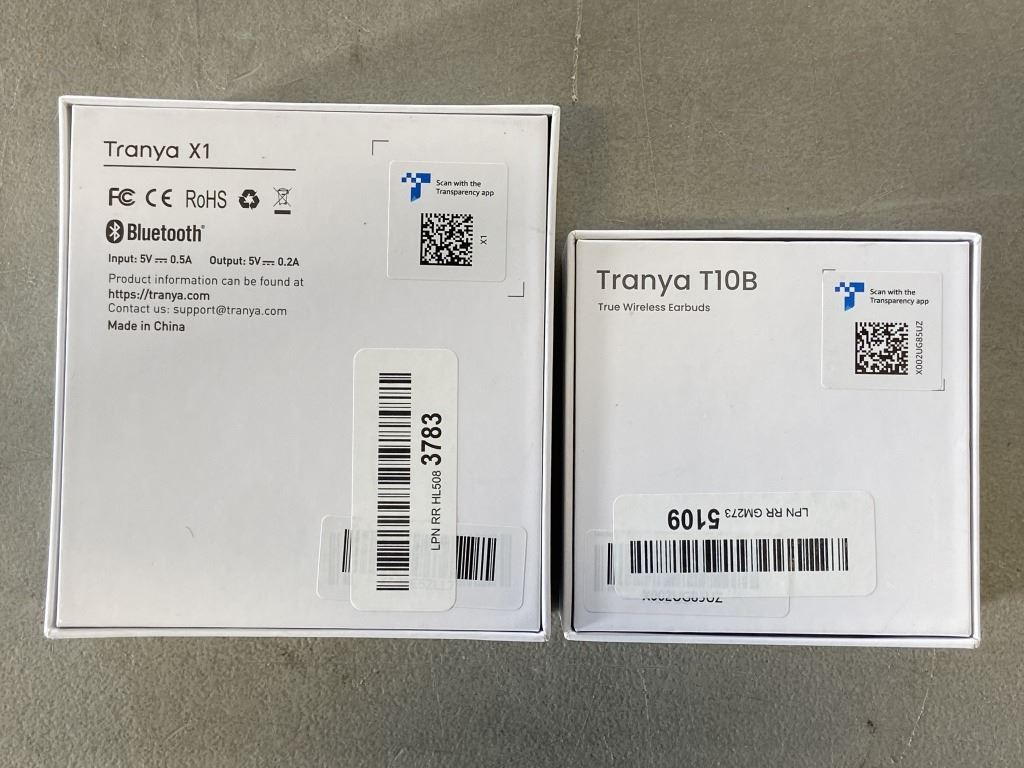 Tranya X1
FC CE RoHS
Bluetooth®
Input: 5V⎓0.5A Output: 5V⎓0.2A
Product information can be found at
https://tranya.com
Contact us: support@tranya.com
Made in China
Scan with the
Transparency app
X1
LPN RR HL508 3783
Tranya T10B
True Wireless Earbuds
Scan with the
Transparency app
X002UG85UZ
LPN RR GM273 5109
X002UG85UZ